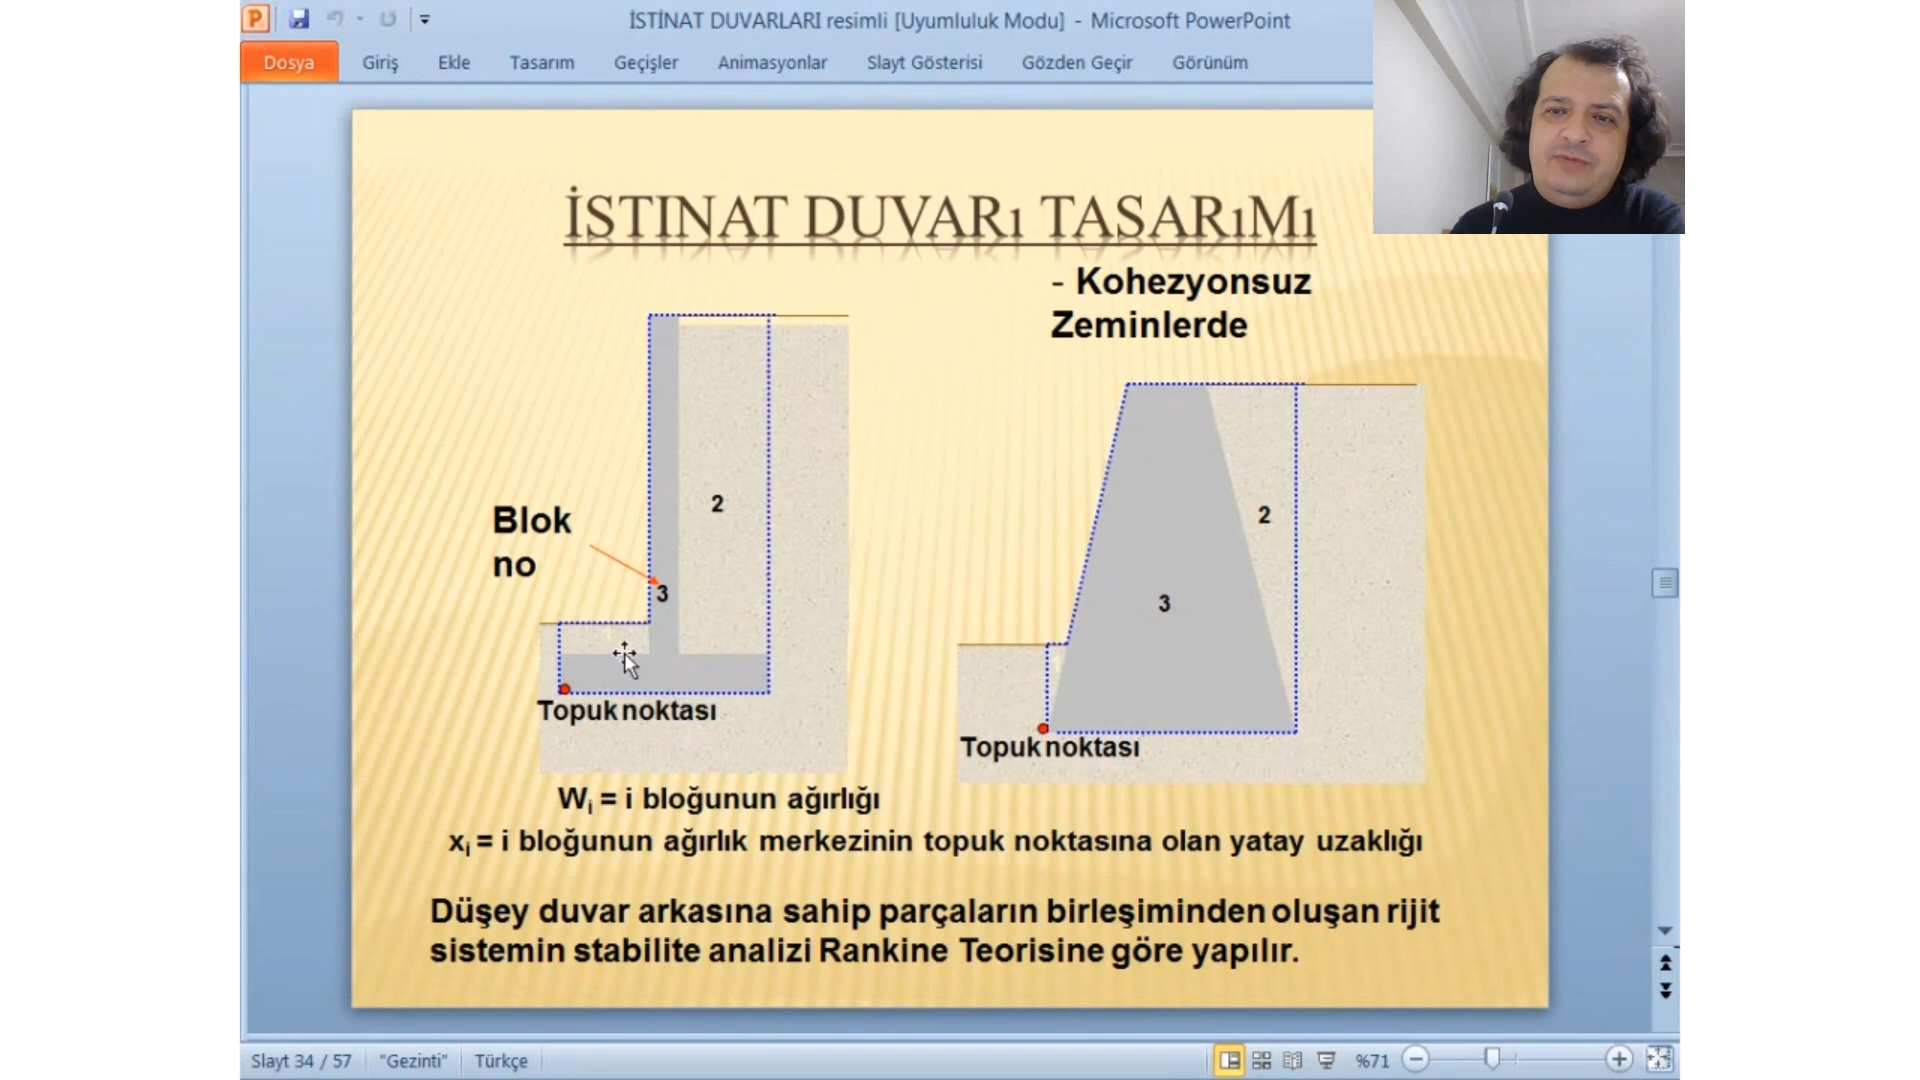 İSTİNAT DUVARLARI resimli [Uyumluluk Modu] - Microsoft PowerPoint
Dosya Giriş Ekle Tasarım Geçişler Animasyonlar Slayt Gösterisi Gözden Geçir Görünüm
İSTINAT DUVARı TASARıMı
- Kohezyonsuz
Zeminlerde
2
Blok
no
3
Topuk noktası
2
3
Topuk noktası
Wi = i bloğunun ağırlığı
xi = i bloğunun ağırlık merkezinin topuk noktasına olan yatay uzaklığı
Düşey duvar arkasına sahip parçaların birleşiminden oluşan rijit
sistemin stabilite analizi Rankine Teorisine göre yapılır.
Slayt 34 / 57 "Gezinti" Türkçe %71